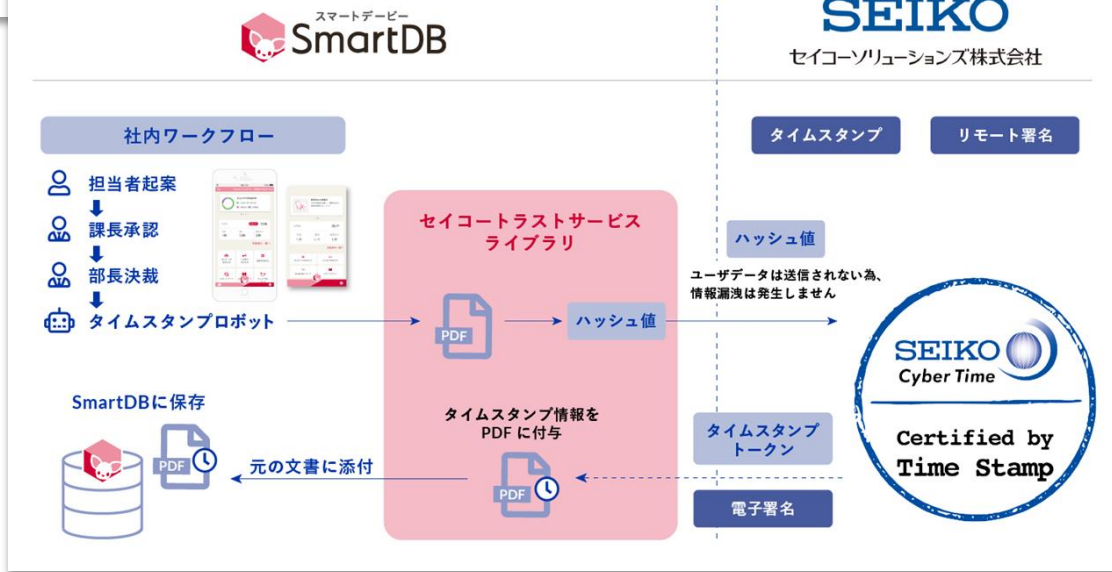 スマートデービー
SmartDB
SEIKO
セイコーソリューションズ株式会社
社内ワークフロー
タイムスタンプ
リモート署名
担当者起案
課長承認
部長決裁
タイムスタンプロボット
セイコートラストサービス
ライブラリ
PDF
ハッシュ値
ハッシュ値
ユーザデータは送信されない為、
情報漏洩は発生しません
SEIKO
Cyber Time
Certified by
Time Stamp
SmartDBに保存
PDF
元の文書に添付
タイムスタンプ情報を
PDF に付与
PDF
タイムスタンプ
トークン
電子署名